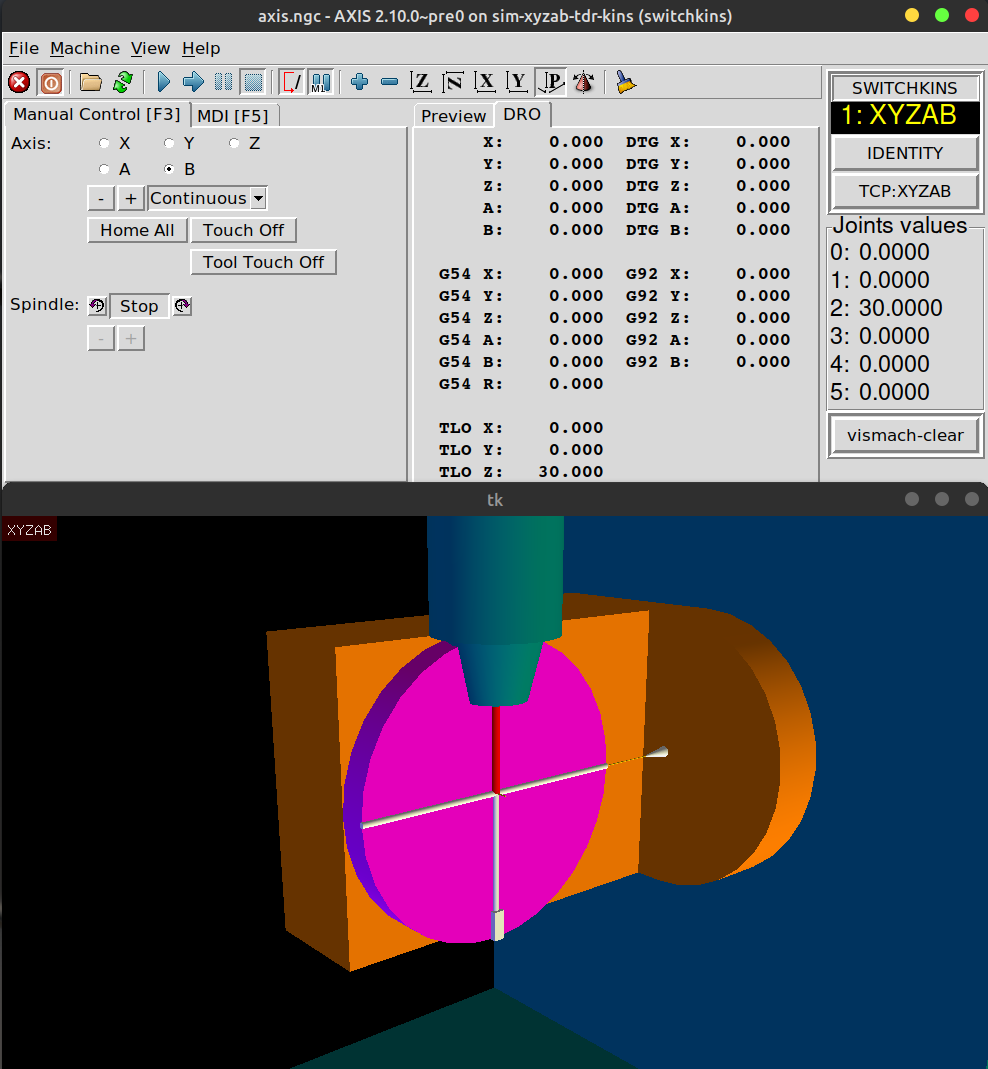 axis.ngc - AXIS 2.10.0~pre0 on sim-xyzab-tdr-kins (switchkins)
File Machine View Help
Manual Control [F3] MDI [F5]
Axis: X Y Z
A B
- + Continuous
Home All Touch Off
Tool Touch Off
Spindle: Stop
- +
Preview DRO
X: 0.000 DTG X: 0.000
Y: 0.000 DTG Y: 0.000
Z: 0.000 DTG Z: 0.000
A: 0.000 DTG A: 0.000
B: 0.000 DTG B: 0.000
G54 X: 0.000 G92 X: 0.000
G54 Y: 0.000 G92 Y: 0.000
G54 Z: 0.000 G92 Z: 0.000
G54 A: 0.000 G92 A: 0.000
G54 B: 0.000 G92 B: 0.000
G54 R: 0.000
TLO X: 0.000
TLO Y: 0.000
TLO Z: 30.000
SWITCHKINS
1: XYZAB
IDENTITY
TCP:XYZAB
Joints values
0: 0.0000
1: 0.0000
2: 30.0000
3: 0.0000
4: 0.0000
5: 0.0000
vismach-clear
tk
XYZAB